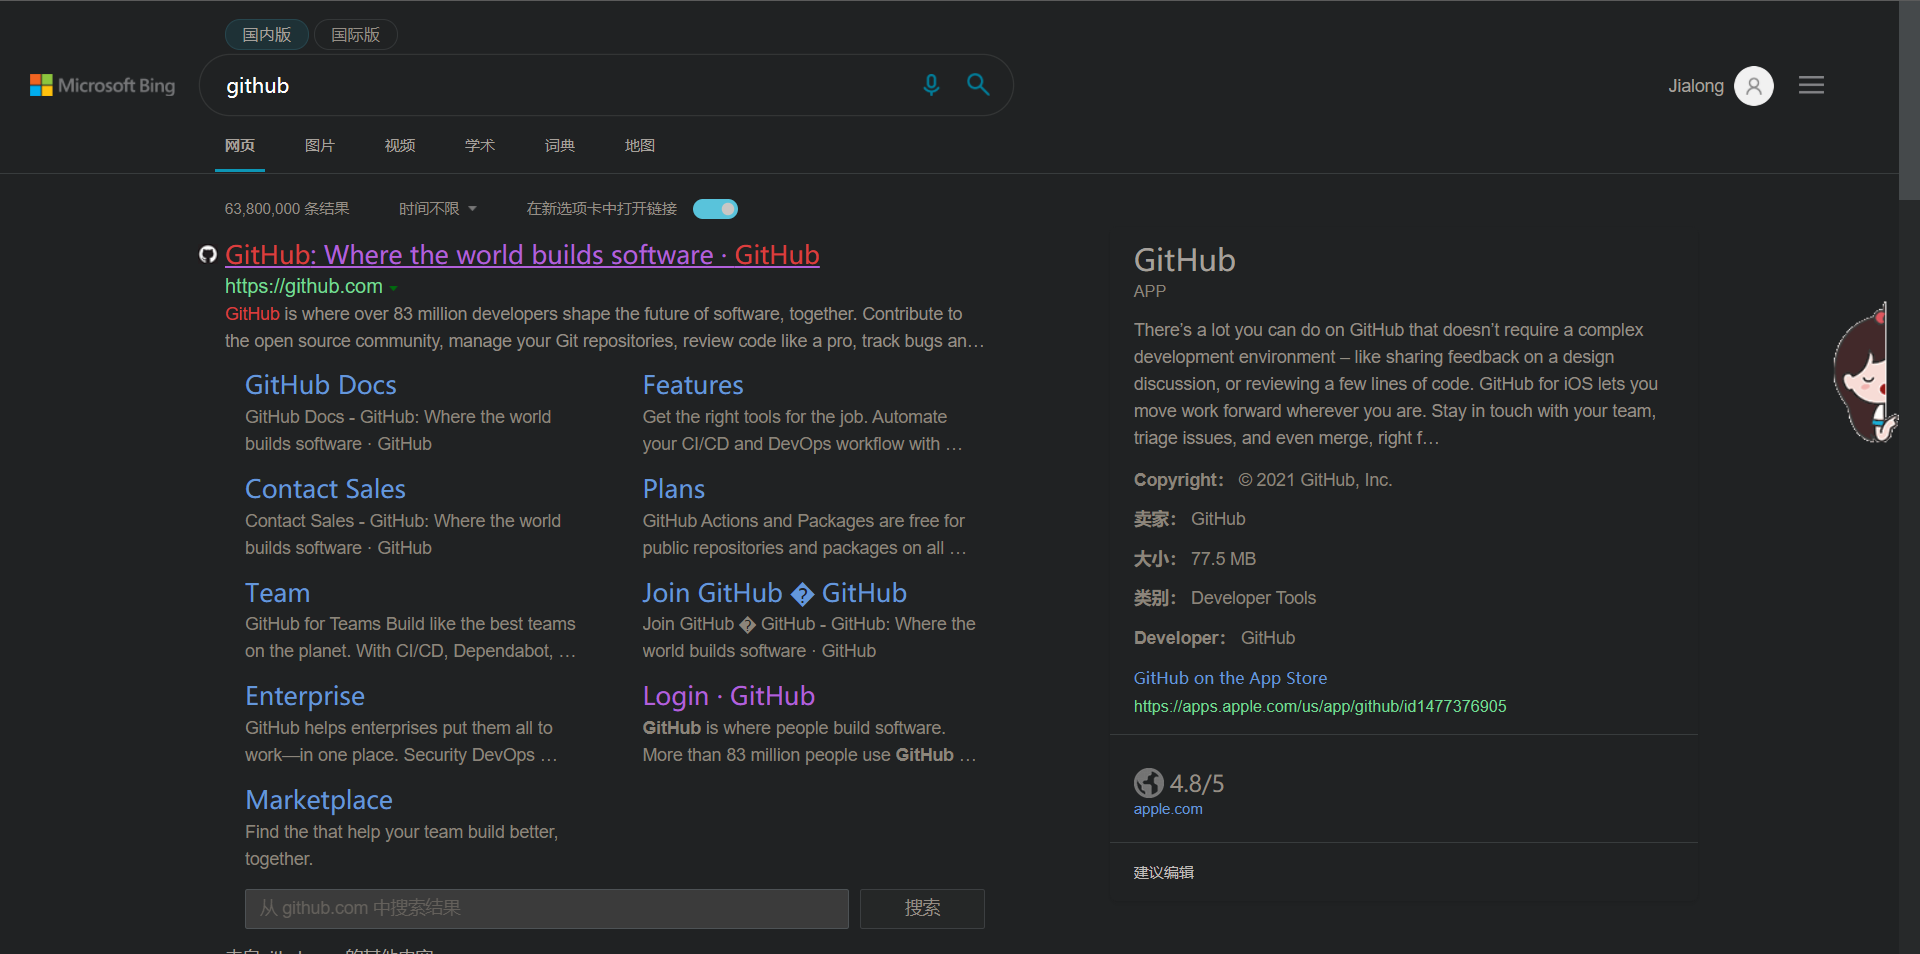 国内版
国际版
Microsoft Bing
github
Jialong
网页
图片
视频
学术
词典
地图
63,800,000 条结果
时间不限
在新选项卡中打开链接
GitHub: Where the world builds software · GitHub
https://github.com
GitHub is where over 83 million developers shape the future of software, together. Contribute to
the open source community, manage your Git repositories, review code like a pro, track bugs an…
GitHub Docs
GitHub Docs - GitHub: Where the world
builds software · GitHub
Features
Get the right tools for the job. Automate
your CI/CD and DevOps workflow with …
Contact Sales
Contact Sales - GitHub: Where the world
builds software · GitHub
Plans
GitHub Actions and Packages are free for
public repositories and packages on all …
Team
GitHub for Teams Build like the best teams
on the planet. With CI/CD, Dependabot, …
Join GitHub � GitHub
Join GitHub � GitHub - GitHub: Where the
world builds software · GitHub
Enterprise
GitHub helps enterprises put them all to
work—in one place. Security DevOps …
Login · GitHub
GitHub is where people build software.
More than 83 million people use GitHub …
Marketplace
Find the that help your team build better,
together.
从 github.com 中搜索结果
搜索
GitHub
APP
There’s a lot you can do on GitHub that doesn’t require a complex
development environment – like sharing feedback on a design
discussion, or reviewing a few lines of code. GitHub for iOS lets you
move work forward wherever you are. Stay in touch with your team,
triage issues, and even merge, right f…
Copyright： © 2021 GitHub, Inc.
卖家： GitHub
大小： 77.5 MB
类别： Developer Tools
Developer： GitHub
GitHub on the App Store
https://apps.apple.com/us/app/github/id1477376905
4.8/5
apple.com
建议编辑